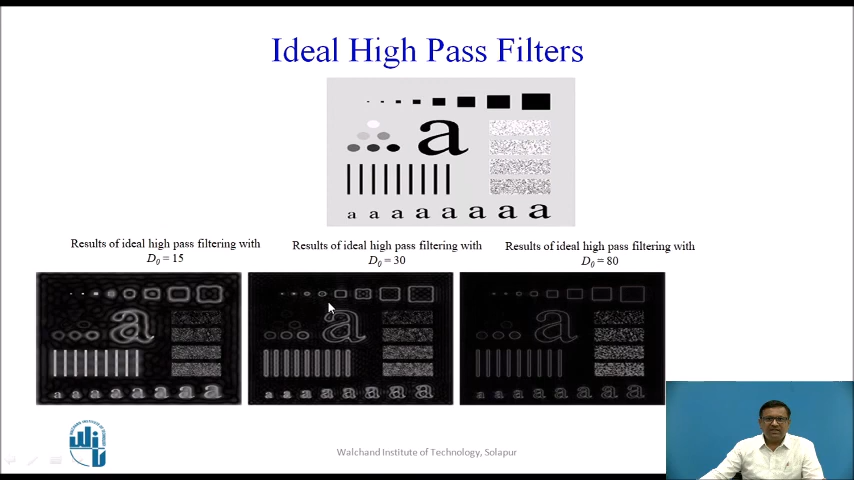 Ideal High Pass Filters
a
a a a a a a a a
Results of ideal high pass filtering with
D₀ = 15
Results of ideal high pass filtering with
D₀ = 30
Results of ideal high pass filtering with
D₀ = 80
a
a a a a a a a a
a
a a a a a a a a
a
a a a a a a a a
Walchand Institute of Technology, Solapur